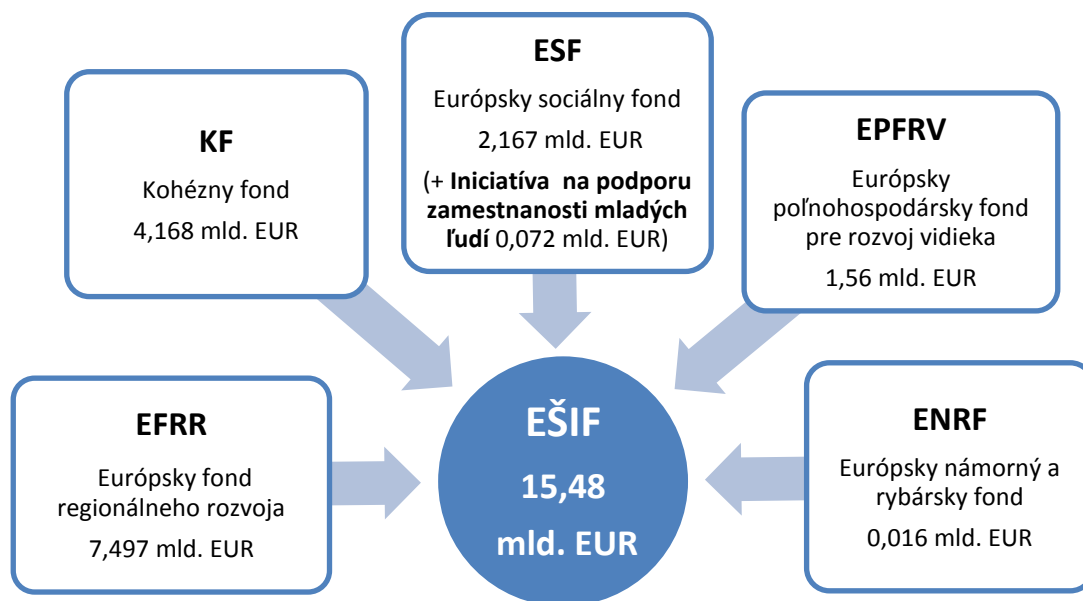 ESF
Európsky sociálny fond
2,167 mld. EUR
(+ Iniciatíva na podporu
zamestnanosti mladých
ľudí 0,072 mld. EUR)
KF
Kohézny fond
4,168 mld. EUR
EPFRV
Európsky
poľnohospodársky fond
pre rozvoj vidieka
1,56 mld. EUR
EFRR
Európsky fond
regionálneho rozvoja
7,497 mld. EUR
EŠIF
15,48
mld. EUR
ENRF
Európsky námorný a
rybársky fond
0,016 mld. EUR